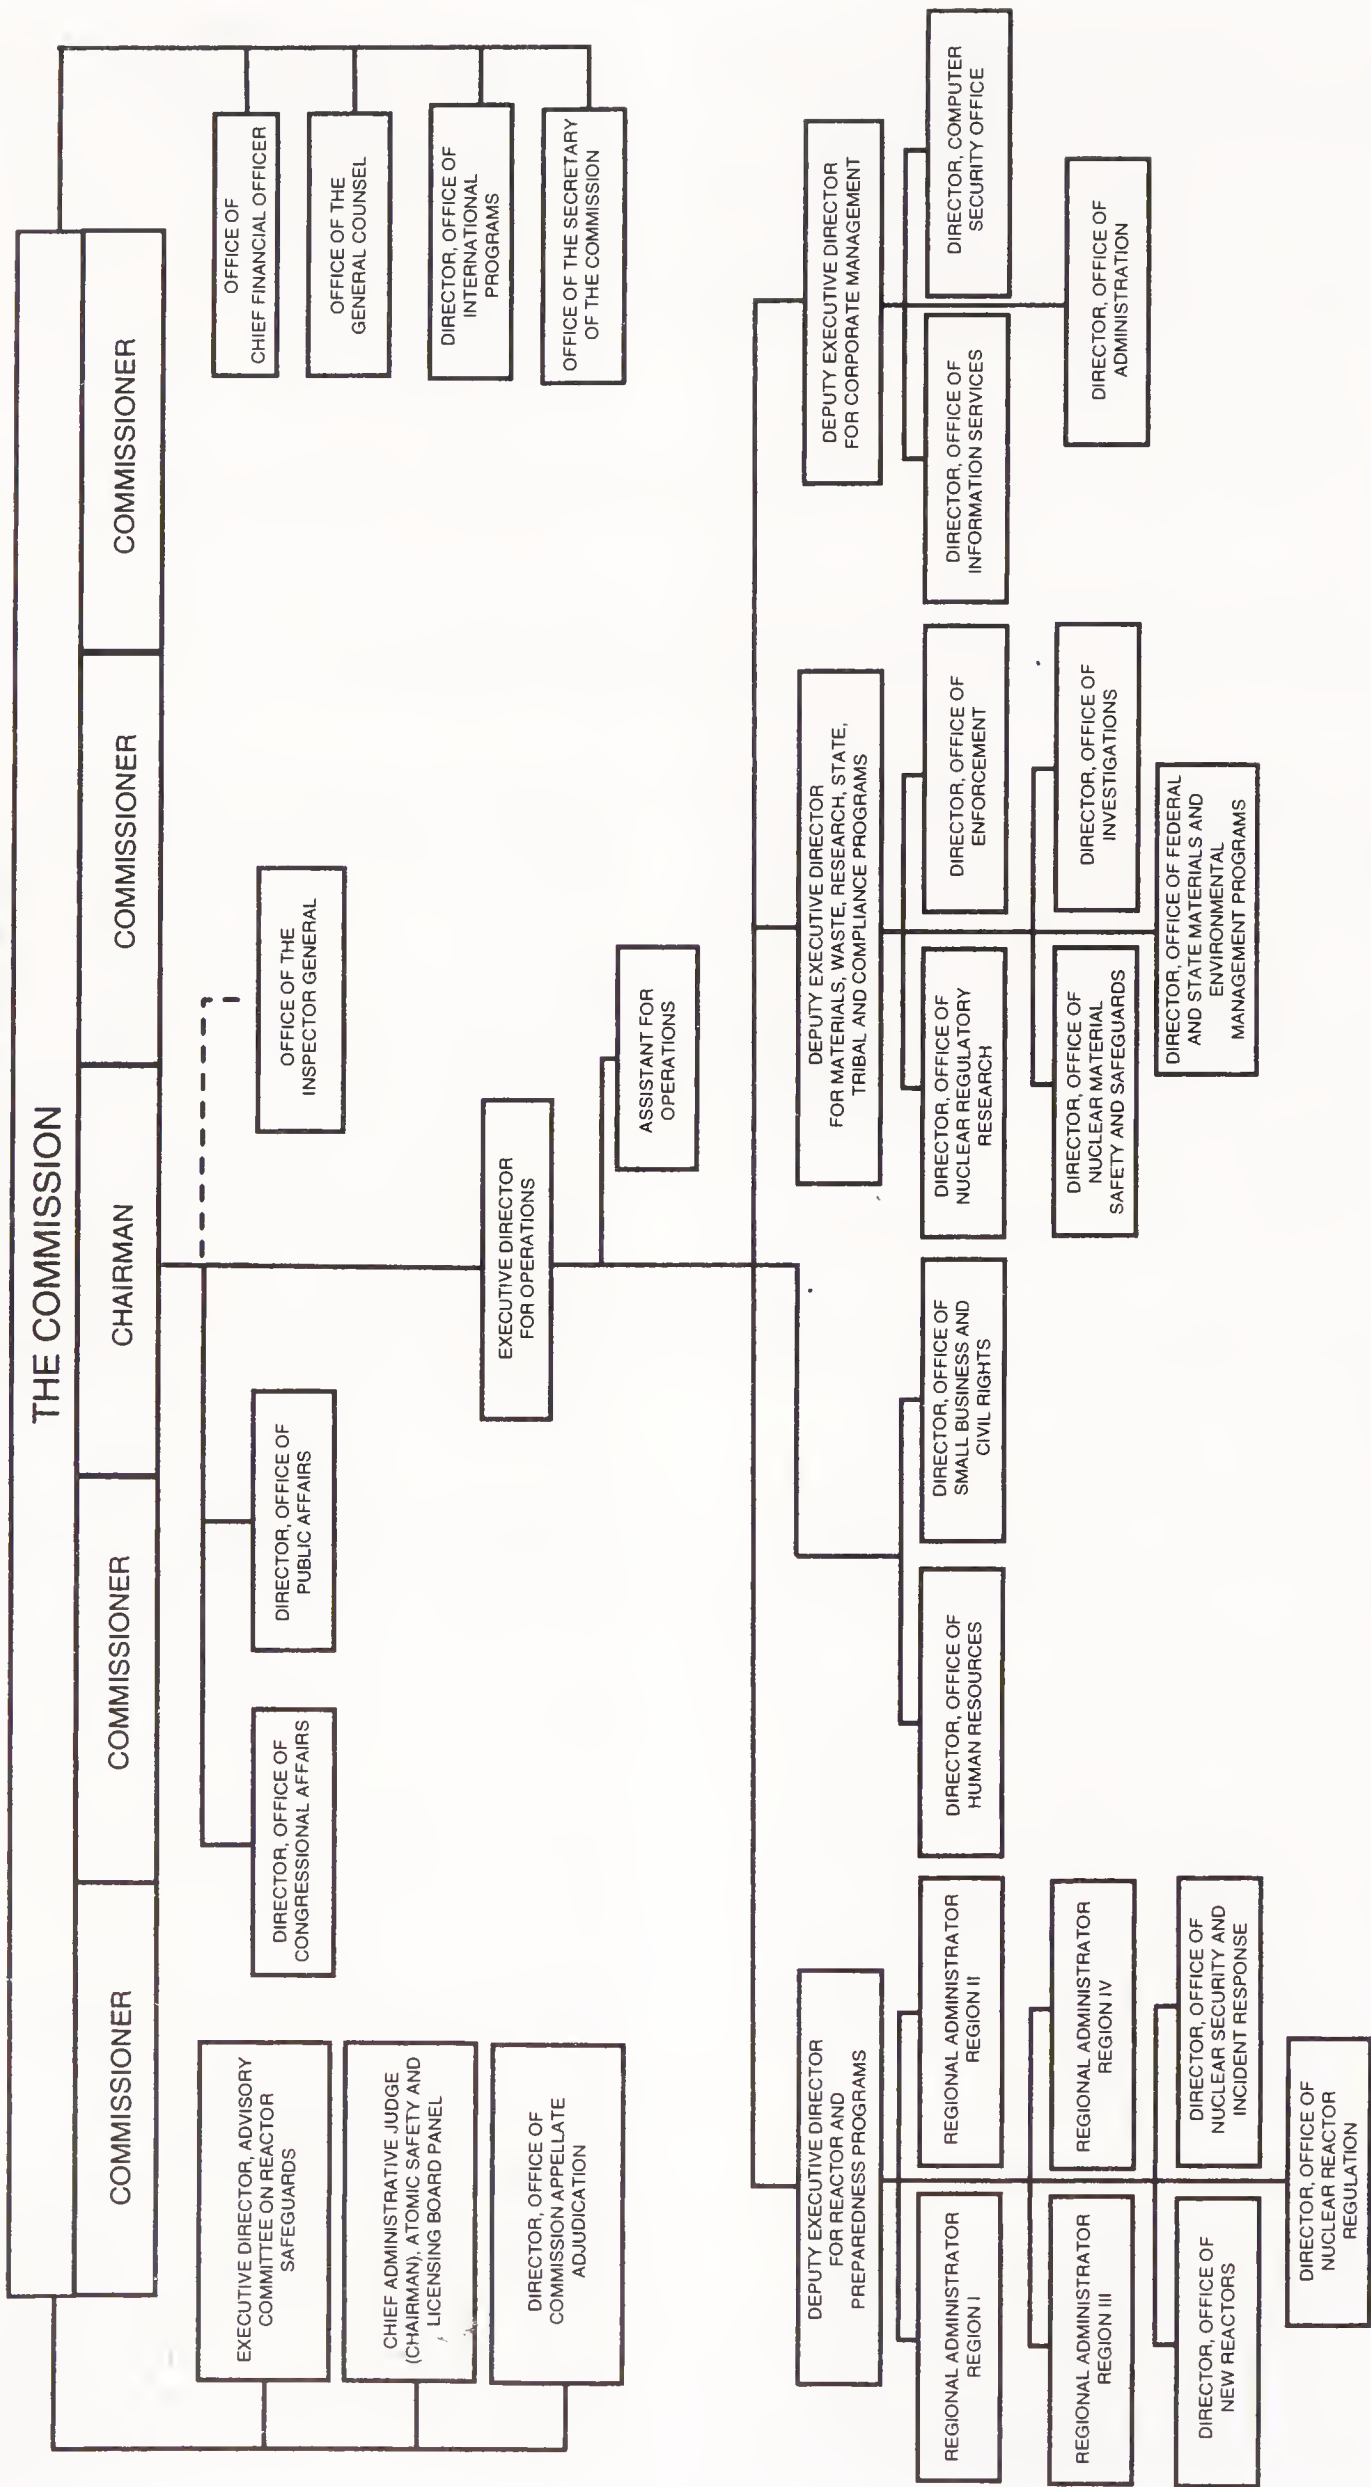 THE COMMISSION
COMMISSIONER
COMMISSIONER
CHAIRMAN
COMMISSIONER
COMMISSIONER
EXECUTIVE DIRECTOR, ADVISORY
COMMITTEE ON REACTOR
SAFEGUARDS
CHIEF ADMINISTRATIVE JUDGE
(CHAIRMAN), ATOMIC SAFETY AND
LICENSING BOARD PANEL
DIRECTOR, OFFICE OF
COMMISSION APPELLATE
ADJUDICATION
DIRECTOR, OFFICE OF
CONGRESSIONAL AFFAIRS
DIRECTOR, OFFICE OF
PUBLIC AFFAIRS
OFFICE OF THE
INSPECTOR GENERAL
OFFICE OF
CHIEF FINANCIAL OFFICER
OFFICE OF THE
GENERAL COUNSEL
DIRECTOR, OFFICE OF
INTERNATIONAL
PROGRAMS
OFFICE OF THE SECRETARY
OF THE COMMISSION
EXECUTIVE DIRECTOR
FOR OPERATIONS
ASSISTANT FOR
OPERATIONS
DEPUTY EXECUTIVE DIRECTOR
FOR REACTOR AND
PREPAREDNESS PROGRAMS
REGIONAL ADMINISTRATOR
REGION I
REGIONAL ADMINISTRATOR
REGION II
REGIONAL ADMINISTRATOR
REGION III
REGIONAL ADMINISTRATOR
REGION IV
DIRECTOR, OFFICE OF
NEW REACTORS
DIRECTOR, OFFICE OF
NUCLEAR SECURITY AND
INCIDENT RESPONSE
DIRECTOR, OFFICE OF
NUCLEAR REACTOR
REGULATION
DIRECTOR, OFFICE OF
HUMAN RESOURCES
DIRECTOR, OFFICE OF
SMALL BUSINESS AND
CIVIL RIGHTS
DEPUTY EXECUTIVE DIRECTOR
FOR MATERIALS, WASTE, RESEARCH, STATE,
TRIBAL AND COMPLIANCE PROGRAMS
DIRECTOR, OFFICE OF
NUCLEAR REGULATORY
RESEARCH
DIRECTOR, OFFICE OF
ENFORCEMENT
DIRECTOR, OFFICE OF
NUCLEAR MATERIAL
SAFETY AND SAFEGUARDS
DIRECTOR, OFFICE OF
INVESTIGATIONS
DIRECTOR, OFFICE OF FEDERAL
AND STATE MATERIALS AND
ENVIRONMENTAL
MANAGEMENT PROGRAMS
DEPUTY EXECUTIVE DIRECTOR
FOR CORPORATE MANAGEMENT
DIRECTOR, OFFICE OF
INFORMATION SERVICES
DIRECTOR, COMPUTER
SECURITY OFFICE
DIRECTOR, OFFICE OF
ADMINISTRATION